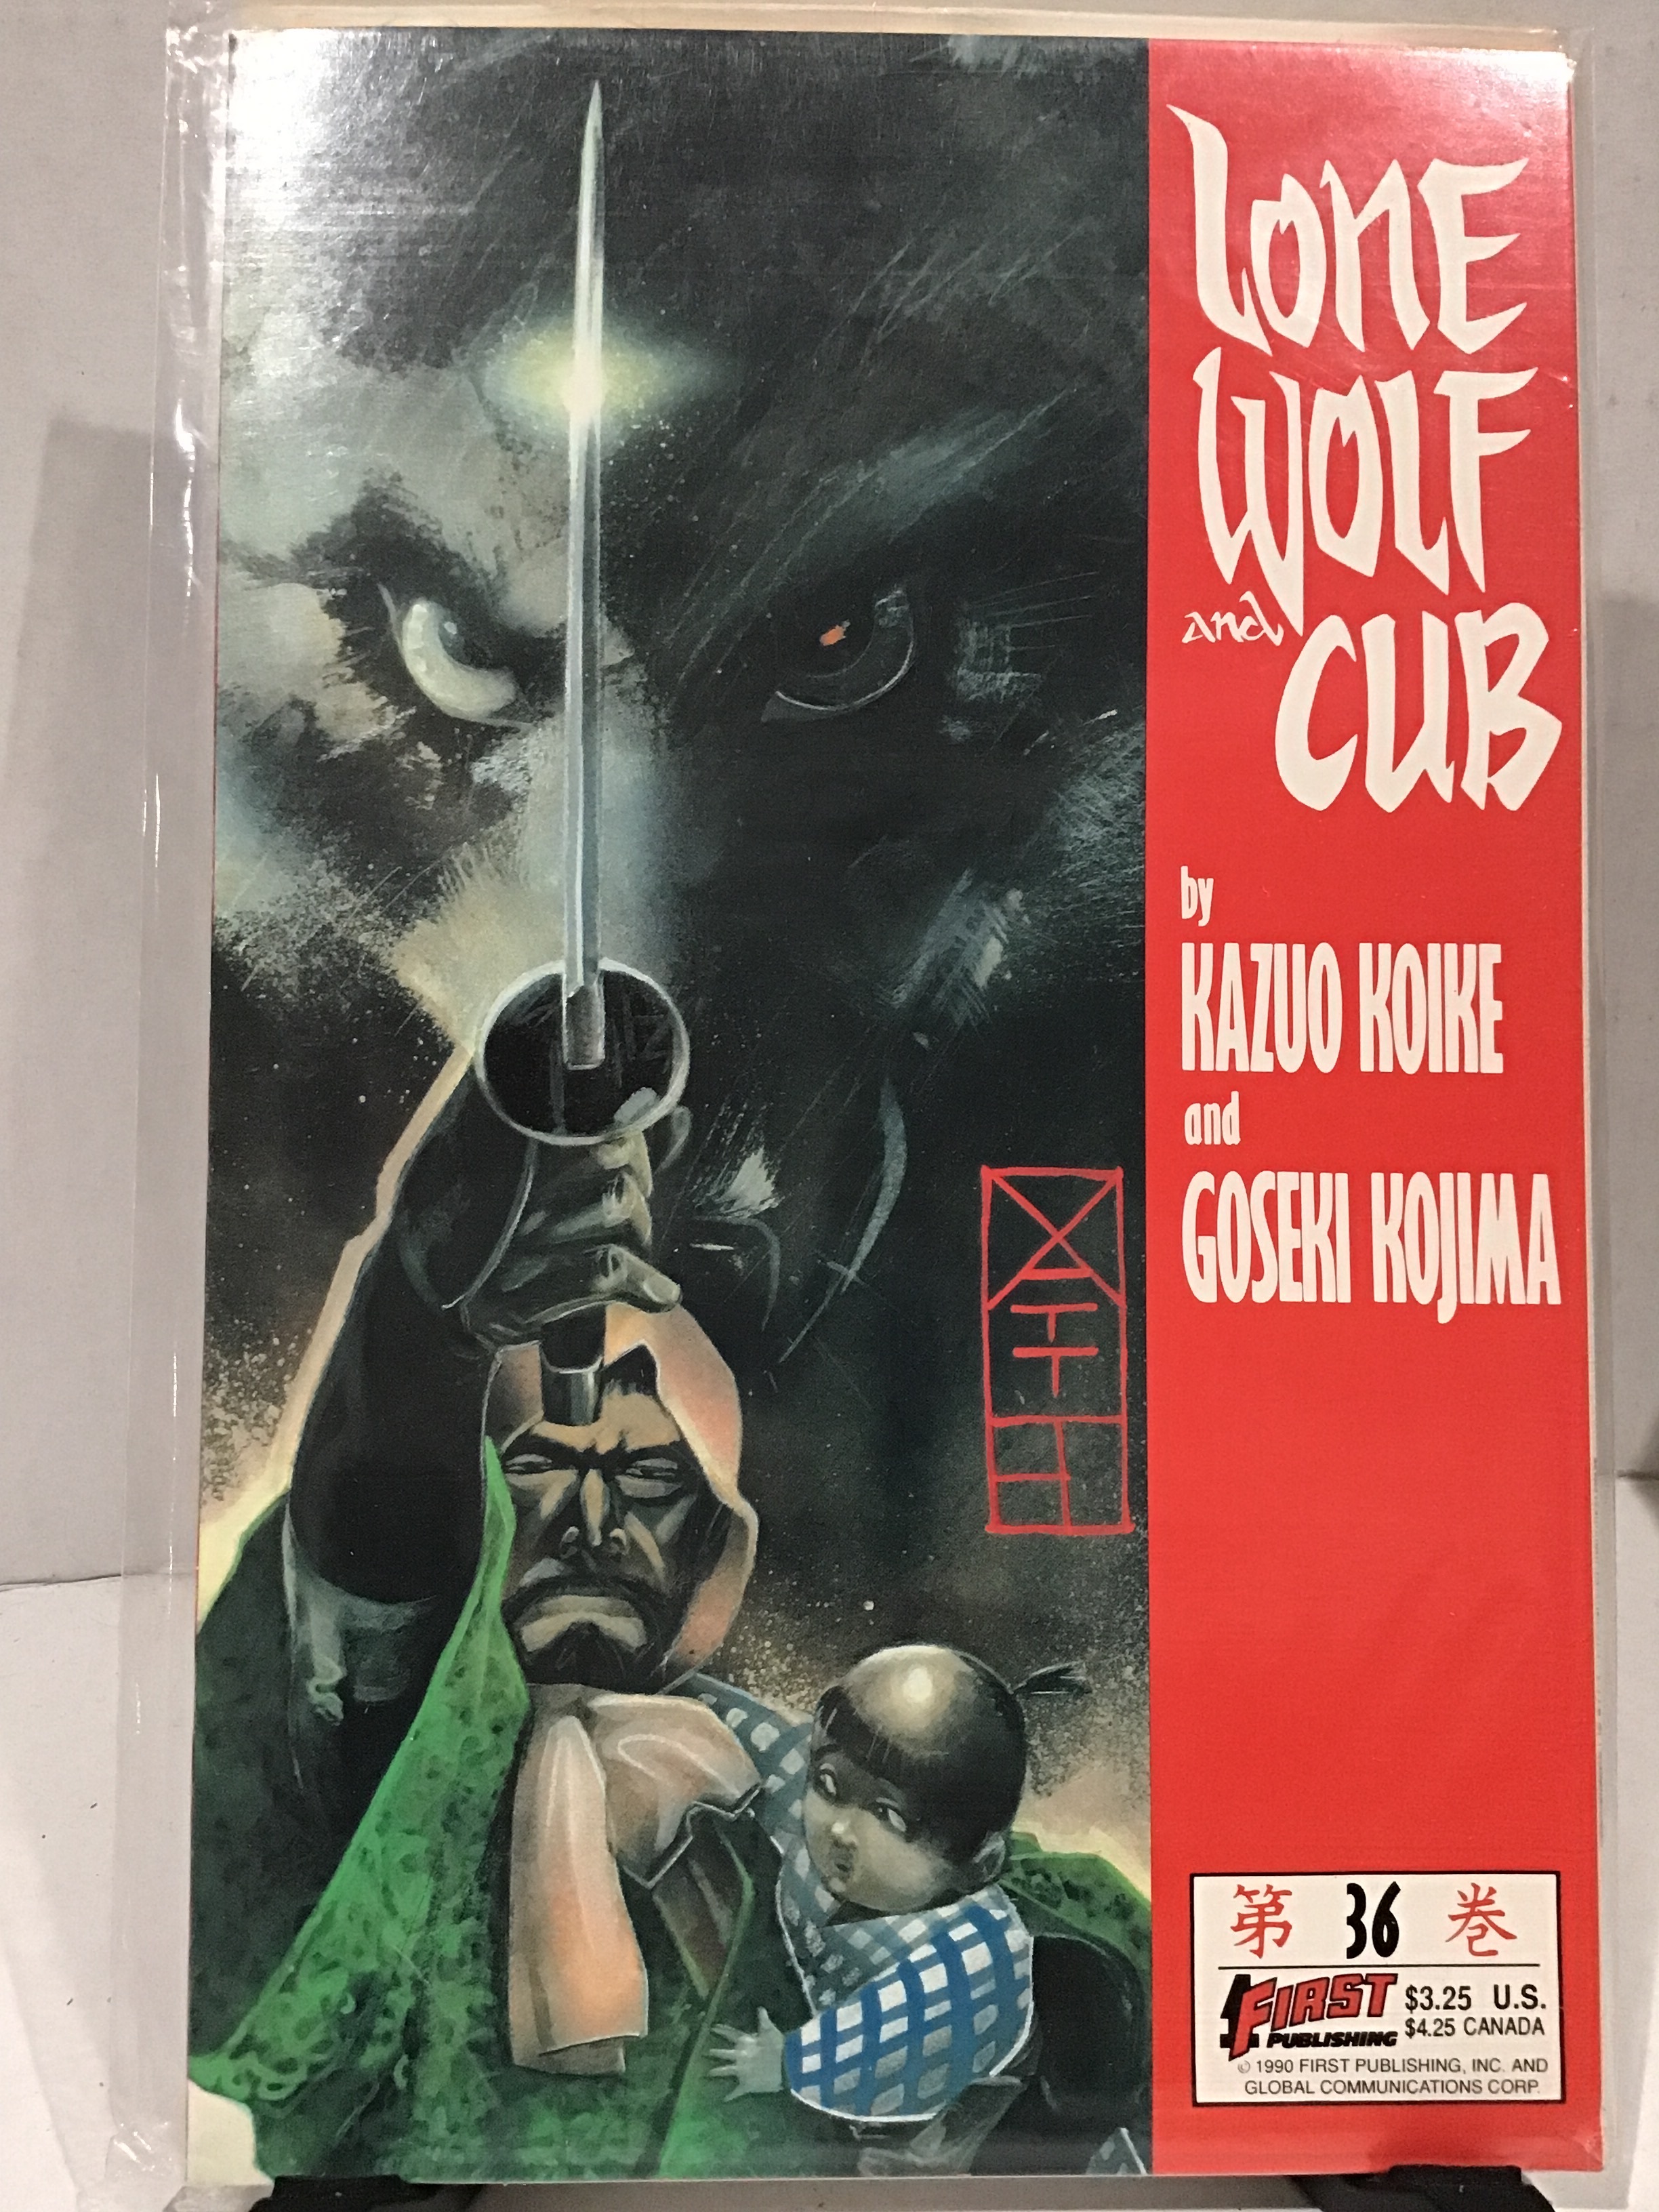 LONE
WOLF
and
CUB
by
KAZUO KOIKE
and
GOSEKI KOJIMA
第 36 巻
FIRST
PUBLISHING
$3.25 U.S.
$4.25 CANADA
© 1990 FIRST PUBLISHING, INC. AND
GLOBAL COMMUNICATIONS CORP.